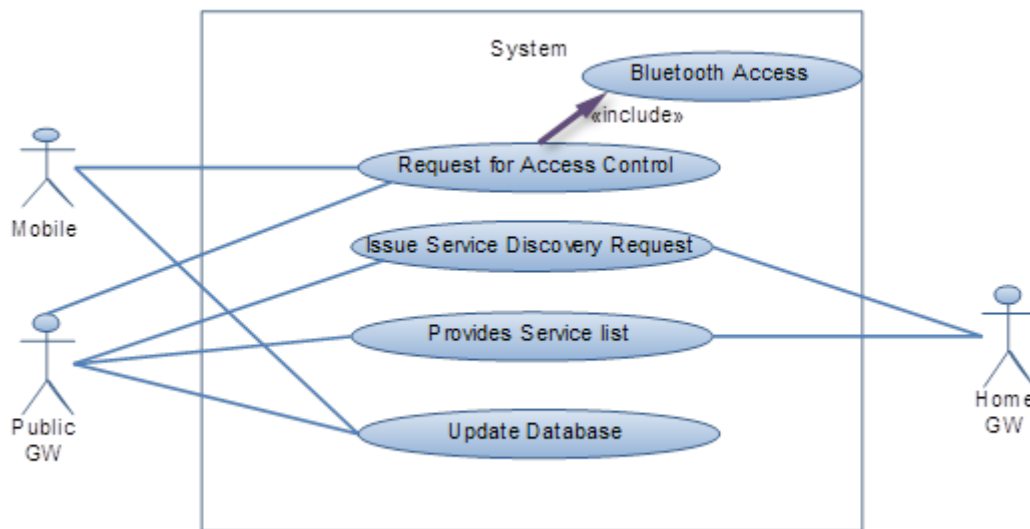 System
Bluetooth Access
«include»
Request for Access Control
Mobile
Issue Service Discovery Request
Provides Service list
Public
GW
Home
GW
Update Database